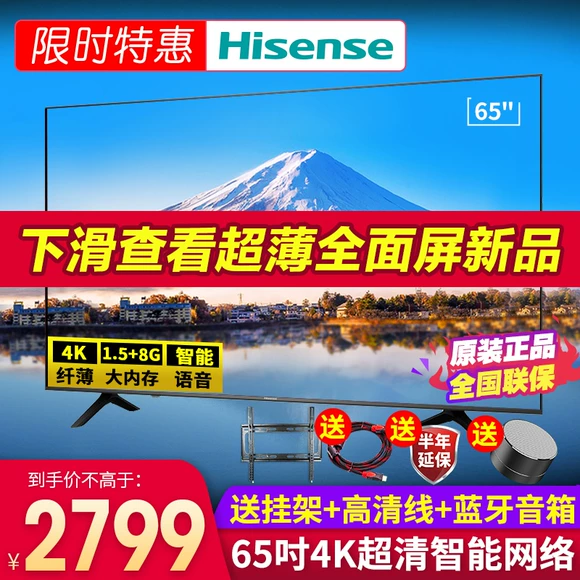 限时特惠 Hisense
65"
下滑查看超薄全面屏新品
4K 1.5+8G 智能
纤薄 大内存 语音
原装正品
全国联保
送 送 送
半年
延保
到手价不高于:
¥2799
送挂架+高清线+蓝牙音箱
65吋4K超清智能网络